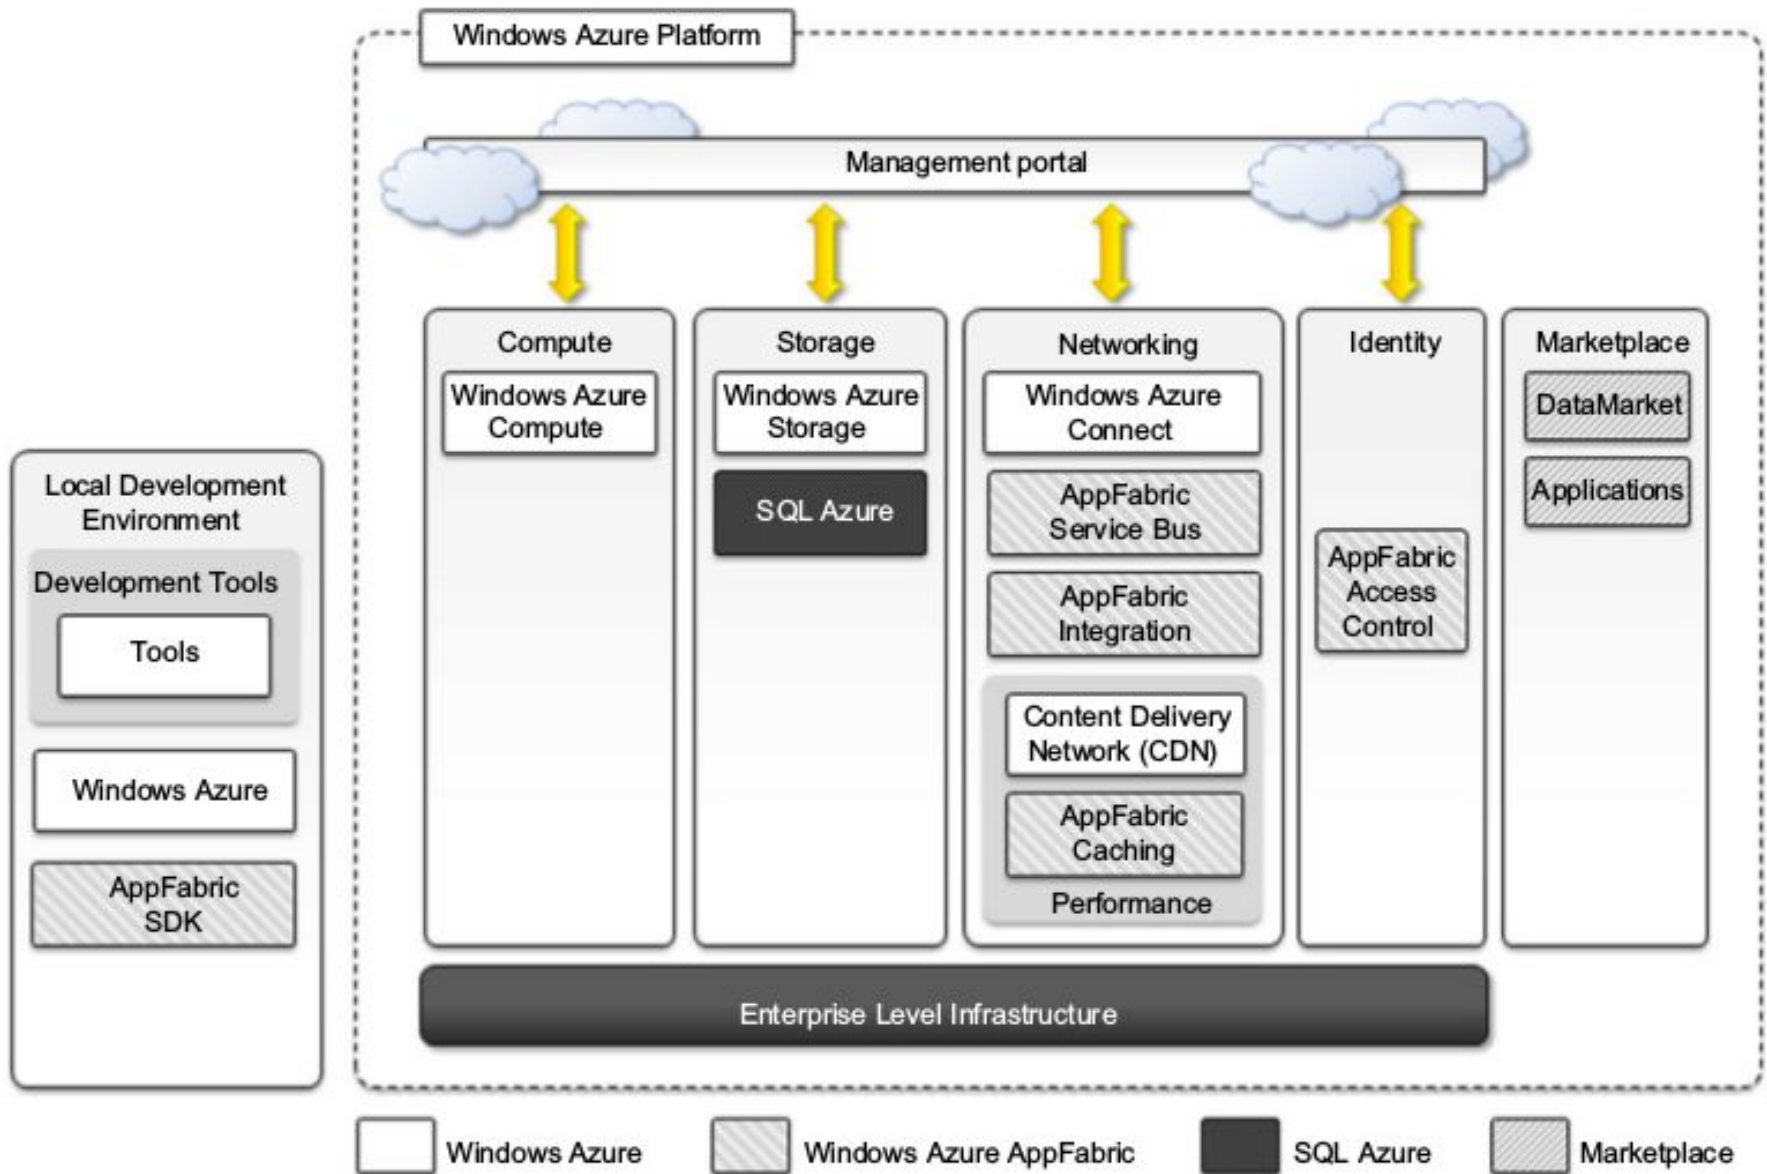 Windows Azure Platform
Management portal
Compute
Windows Azure
Compute
Storage
Windows Azure
Storage
SQL Azure
Networking
Windows Azure
Connect
AppFabric
Service Bus
AppFabric
Integration
Content Delivery
Network (CDN)
AppFabric
Caching
Performance
Identity
AppFabric
Access
Control
Marketplace
DataMarket
Applications
Local Development
Environment
Development Tools
Tools
Windows Azure
AppFabric
SDK
Enterprise Level Infrastructure
Windows Azure
Windows Azure AppFabric
SQL Azure
Marketplace